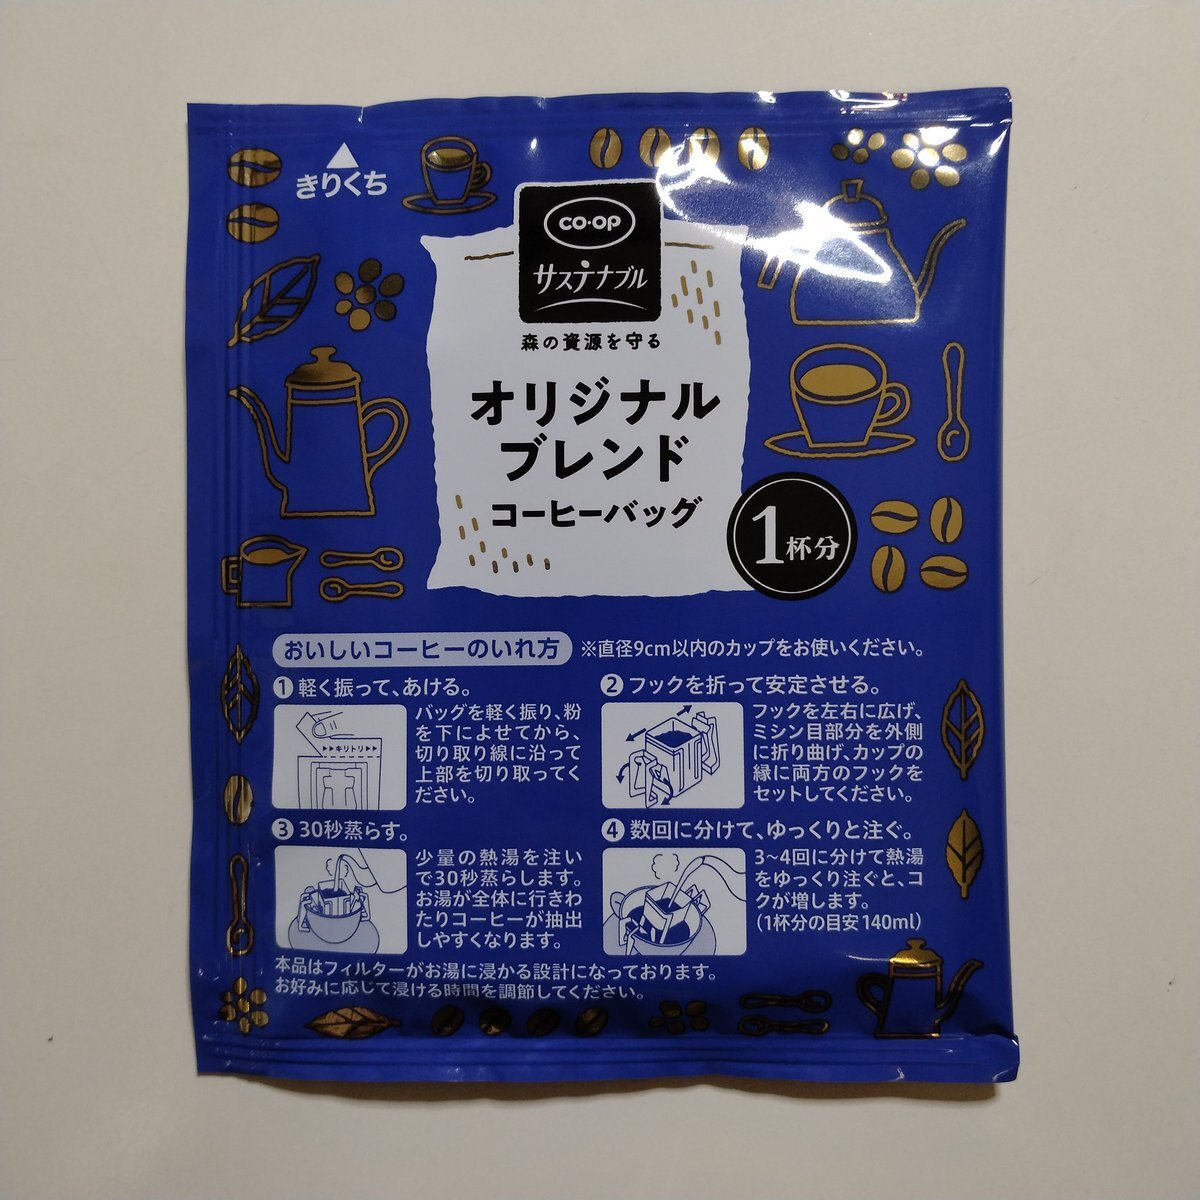 きりくち
CO・OP
サステナブル
森の資源を守る
オリジナル
ブレンド
コーヒーバッグ
1杯分
おいしいコーヒーのいれ方 ※直径9cm以内のカップをお使いください。
1 軽く振って、あける。
キリトリ
バッグを軽く振り、粉
を下によせてから、
切り取り線に沿って
上部を切り取ってく
ださい。
2 フックを折って安定させる。
フックを左右に広げ、
ミシン目部分を外側
に折り曲げ、カップの
縁に両方のフックを
セットしてください。
3 30秒蒸らす。
少量の熱湯を注い
で30秒蒸らします。
お湯が全体に行きわ
たりコーヒーが抽出
しやすくなります。
4 数回に分けて、ゆっくりと注ぐ。
3~4回に分けて熱湯
をゆっくり注ぐと、コ
クが増します。
(1杯分の目安140ml)
本品はフィルターがお湯に浸かる設計になっております。
お好みに応じて浸ける時間を調節してください。